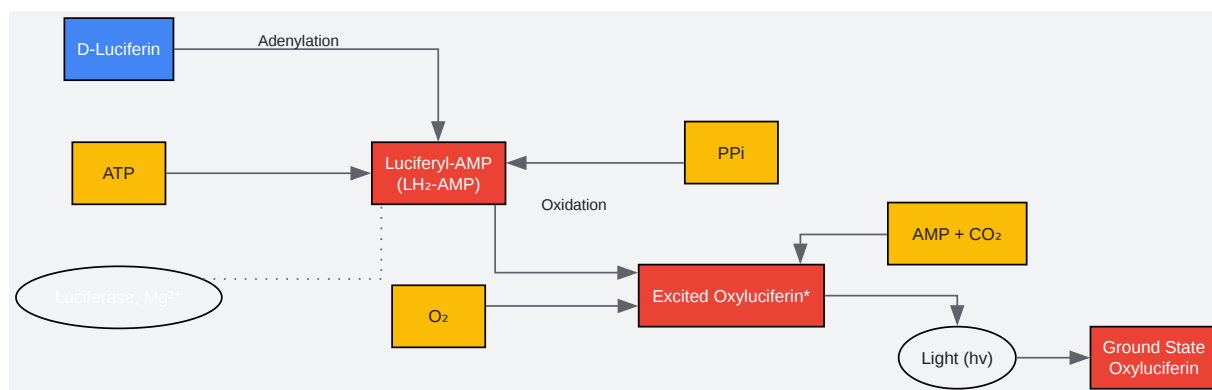 D-Luciferin
Adenylation
ATP
Luciferyl-AMP
(LH₂-AMP)
PPi
Oxidation
AMP + CO₂
Luciferase, Mg²⁺
O₂
Excited Oxyluciferin*
Light (hv)
Ground State
Oxyluciferin